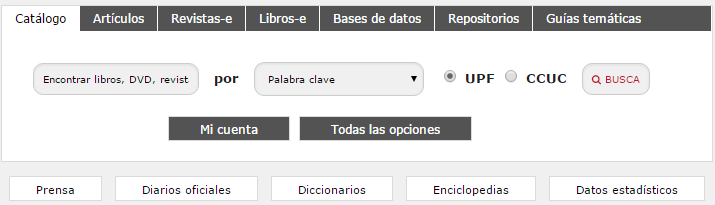 Catálogo Artículos Revistas-e Libros-e Bases de datos Repositorios Guías temáticas
Encontrar libros, DVD, revist por Palabra clave UPF CCUC BUSCA
Mi cuenta Todas las opciones
Prensa Diarios oficiales Diccionarios Enciclopedias Datos estadísticos